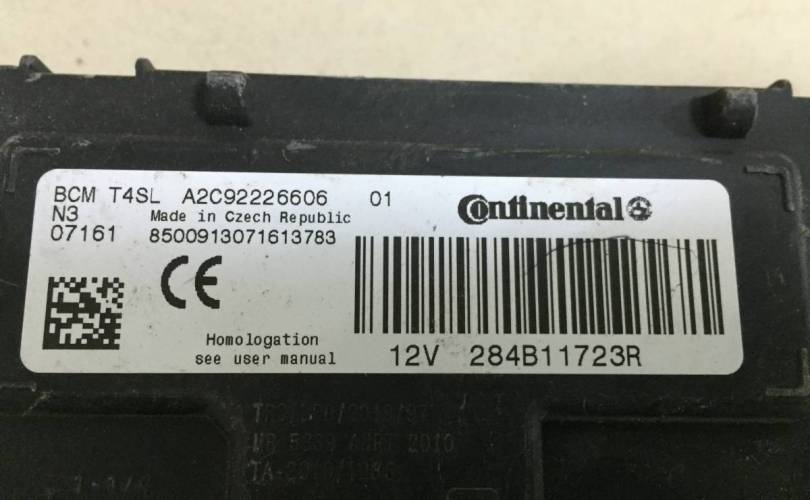 BCM T4SL A2C92226606 01
N3 Made in Czech Republic
07161 8500913071613783
Continental
CE
Homologation
see user manual
12V 284B11723R
2010